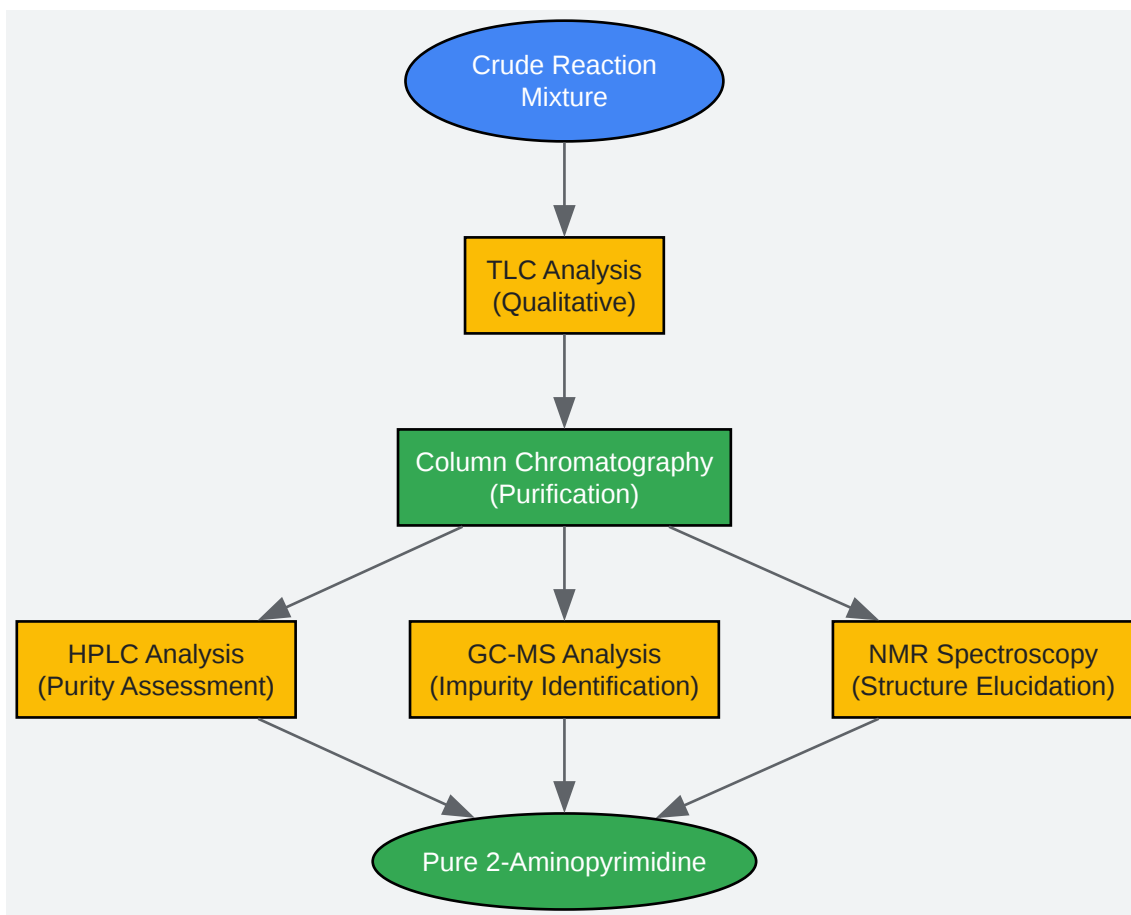 Crude Reaction
Mixture
TLC Analysis
(Qualitative)
Column Chromatography
(Purification)
HPLC Analysis
(Purity Assessment)
GC-MS Analysis
(Impurity Identification)
NMR Spectroscopy
(Structure Elucidation)
Pure 2-Aminopyrimidine